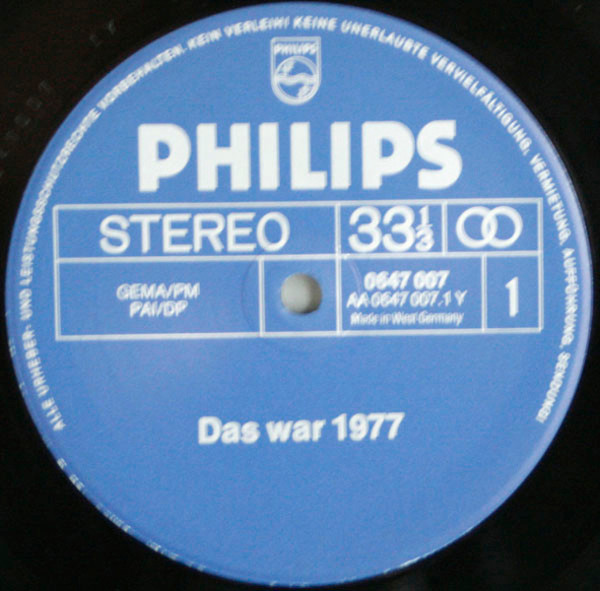 ALLE URHEBER- UND LEISTUNGSSCHUTZRECHTE VORBEHALTEN. KEIN VERLEIH! KEINE UNERLAUBTE VERVIELFÄLTIGUNG, VERMIETUNG, AUFFÜHRUNG, SENDUNG!
PHILIPS
PHILIPS
STEREO 33⅓
GEMA/PM
PAI/DP
0647 007
AA 0647 007.1 Y
Made in West Germany
1
Das war 1977